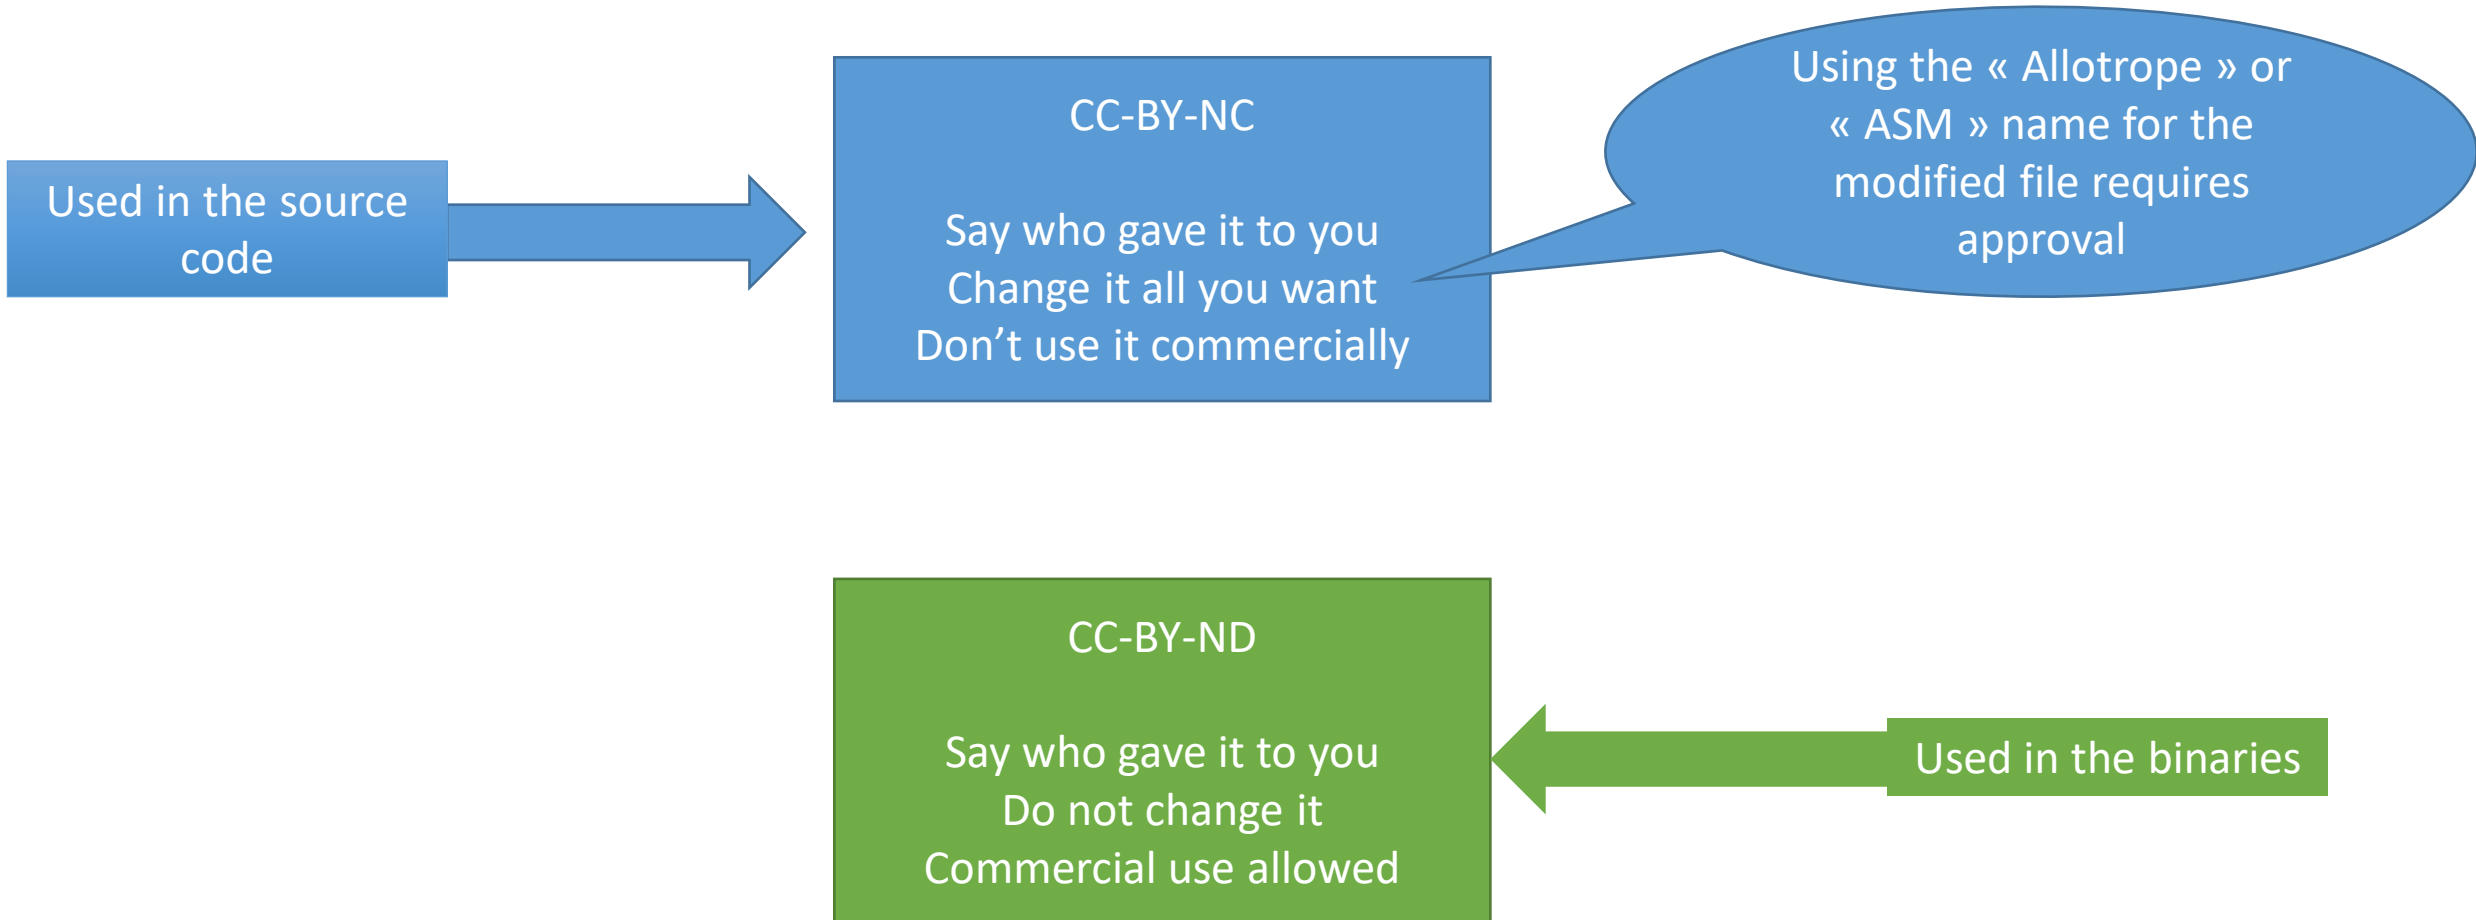 Used in the source
code
CC-BY-NC
Say who gave it to you
Change it all you want
Don’t use it commercially
Using the « Allotrope » or
« ASM » name for the
modified file requires
approval
CC-BY-ND
Say who gave it to you
Do not change it
Commercial use allowed
Used in the binaries